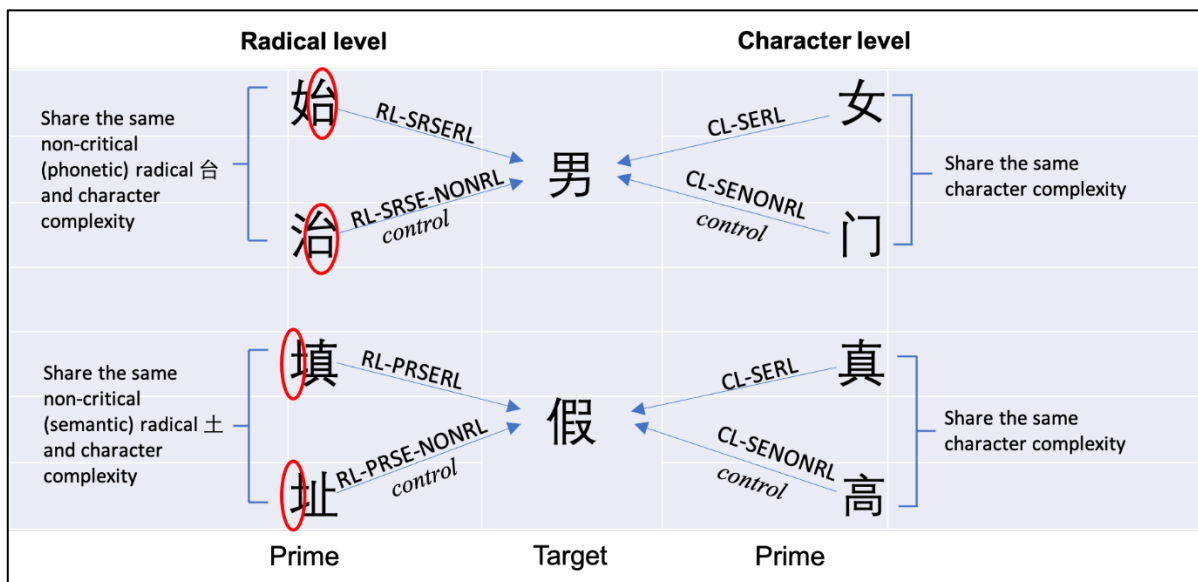 Radical level
Character level
始
RL-SRSERL
CL-SERL
女
Share the same
non-critical
(phonetic) radical 台
and character
complexity
男
Share the same
character complexity
治
RL-SRSE-NONRL
control
CL-SENONRL
control
门
填
RL-PRSERL
CL-SERL
真
Share the same
non-critical
(semantic) radical 土
and character
complexity
假
Share the same
character complexity
址
RL-PRSE-NONRL
control
CL-SENONRL
control
高
Prime
Target
Prime